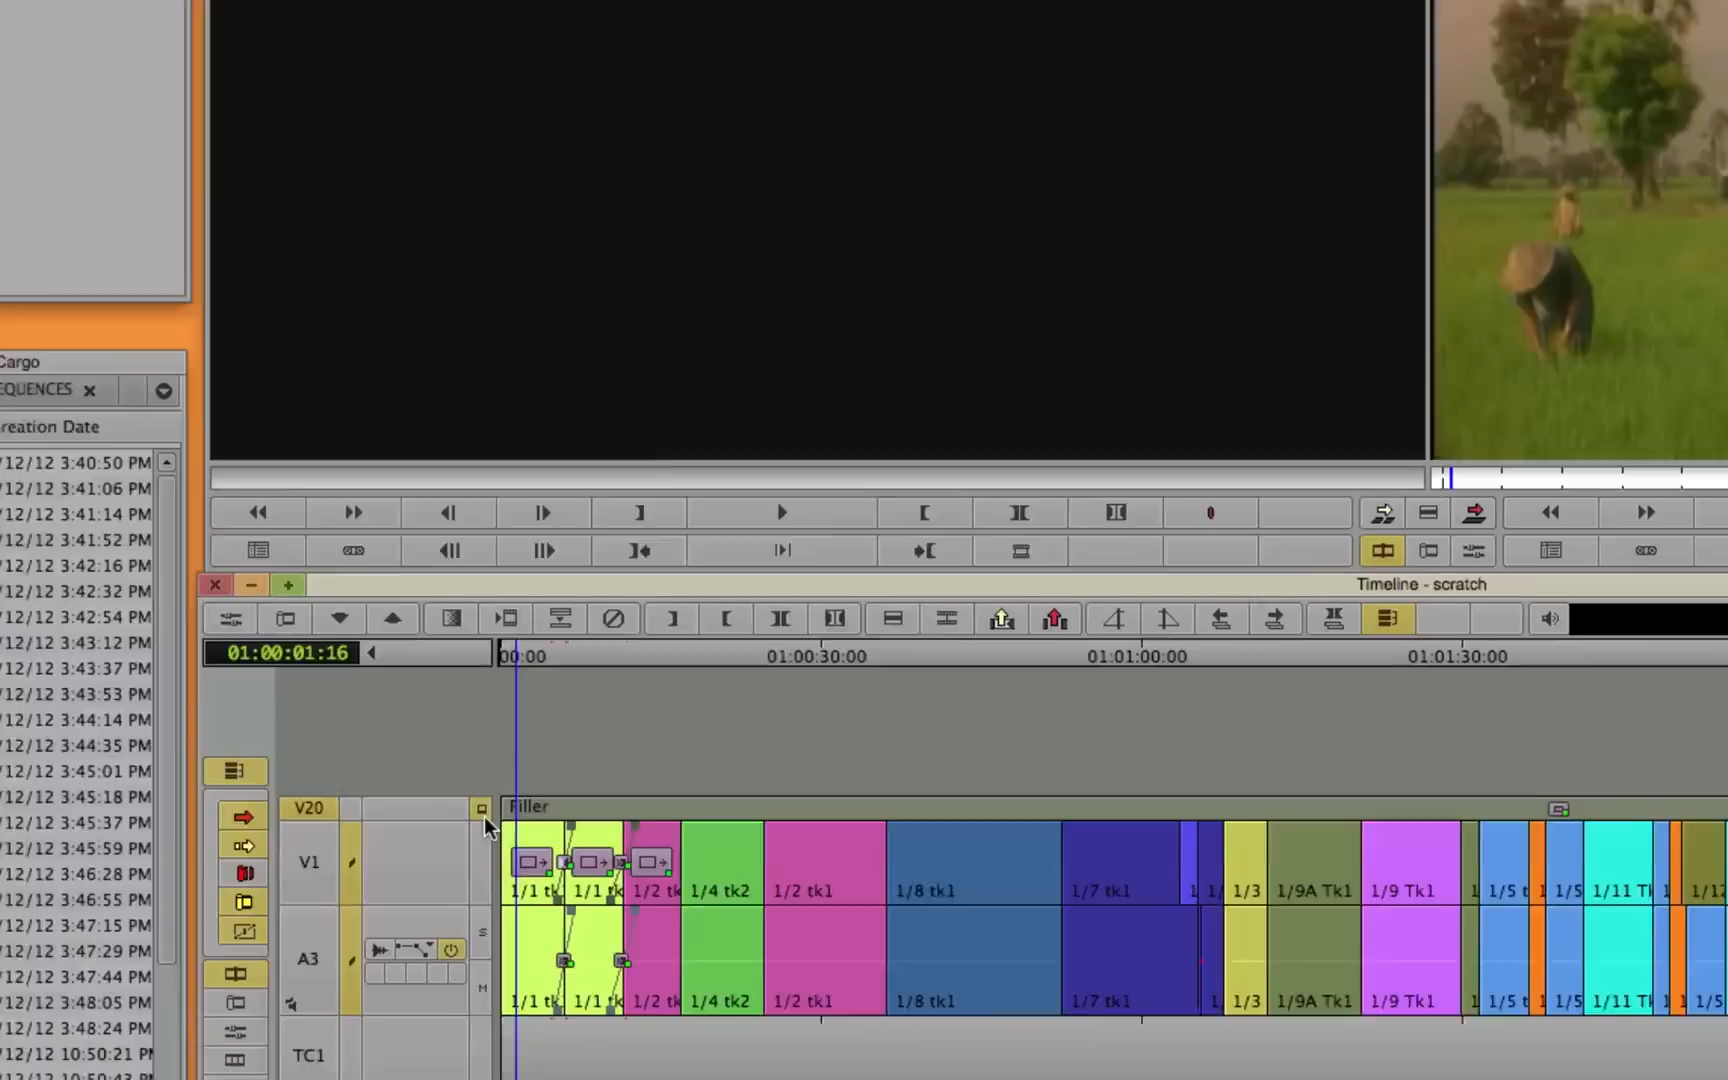 Cargo
EQUENCES
reation Date
/12/12 3:40:50 PM
/12/12 3:41:06 PM
/12/12 3:41:14 PM
/12/12 3:41:52 PM
/12/12 3:42:16 PM
/12/12 3:42:32 PM
/12/12 3:42:54 PM
/12/12 3:43:12 PM
/12/12 3:43:37 PM
/12/12 3:43:53 PM
/12/12 3:44:14 PM
/12/12 3:44:35 PM
/12/12 3:45:01 PM
/12/12 3:45:18 PM
/12/12 3:45:37 PM
/12/12 3:45:59 PM
/12/12 3:46:28 PM
/12/12 3:46:55 PM
/12/12 3:47:15 PM
/12/12 3:47:29 PM
/12/12 3:47:44 PM
/12/12 3:48:05 PM
/12/12 3:48:24 PM
/12/12 10:50:21 P
Timeline - scratch
01:00:01:16
00:00 01:00:30:00 01:01:00:00 01:01:30:00
V20 Filler
V1
1/1 tk 1/1 tk 1/2 tk 1/4 tk2 1/2 tk1 1/8 tk1 1/7 tk1 1 1/ 1/3 1/9A Tk1 1/9 Tk1 1 1/5 t 1 1/5 1/11 T 1 1 1/12
S
A3
M
1/1 tk 1/1 tk 1/2 tk 1/4 tk2 1/2 tk1 1/8 tk1 1/7 tk1 1. 1/3 1/9A Tk1 1/9 Tk1 1 1/5 t 1 1/5 1/11 T 1 1 1/5
TC1